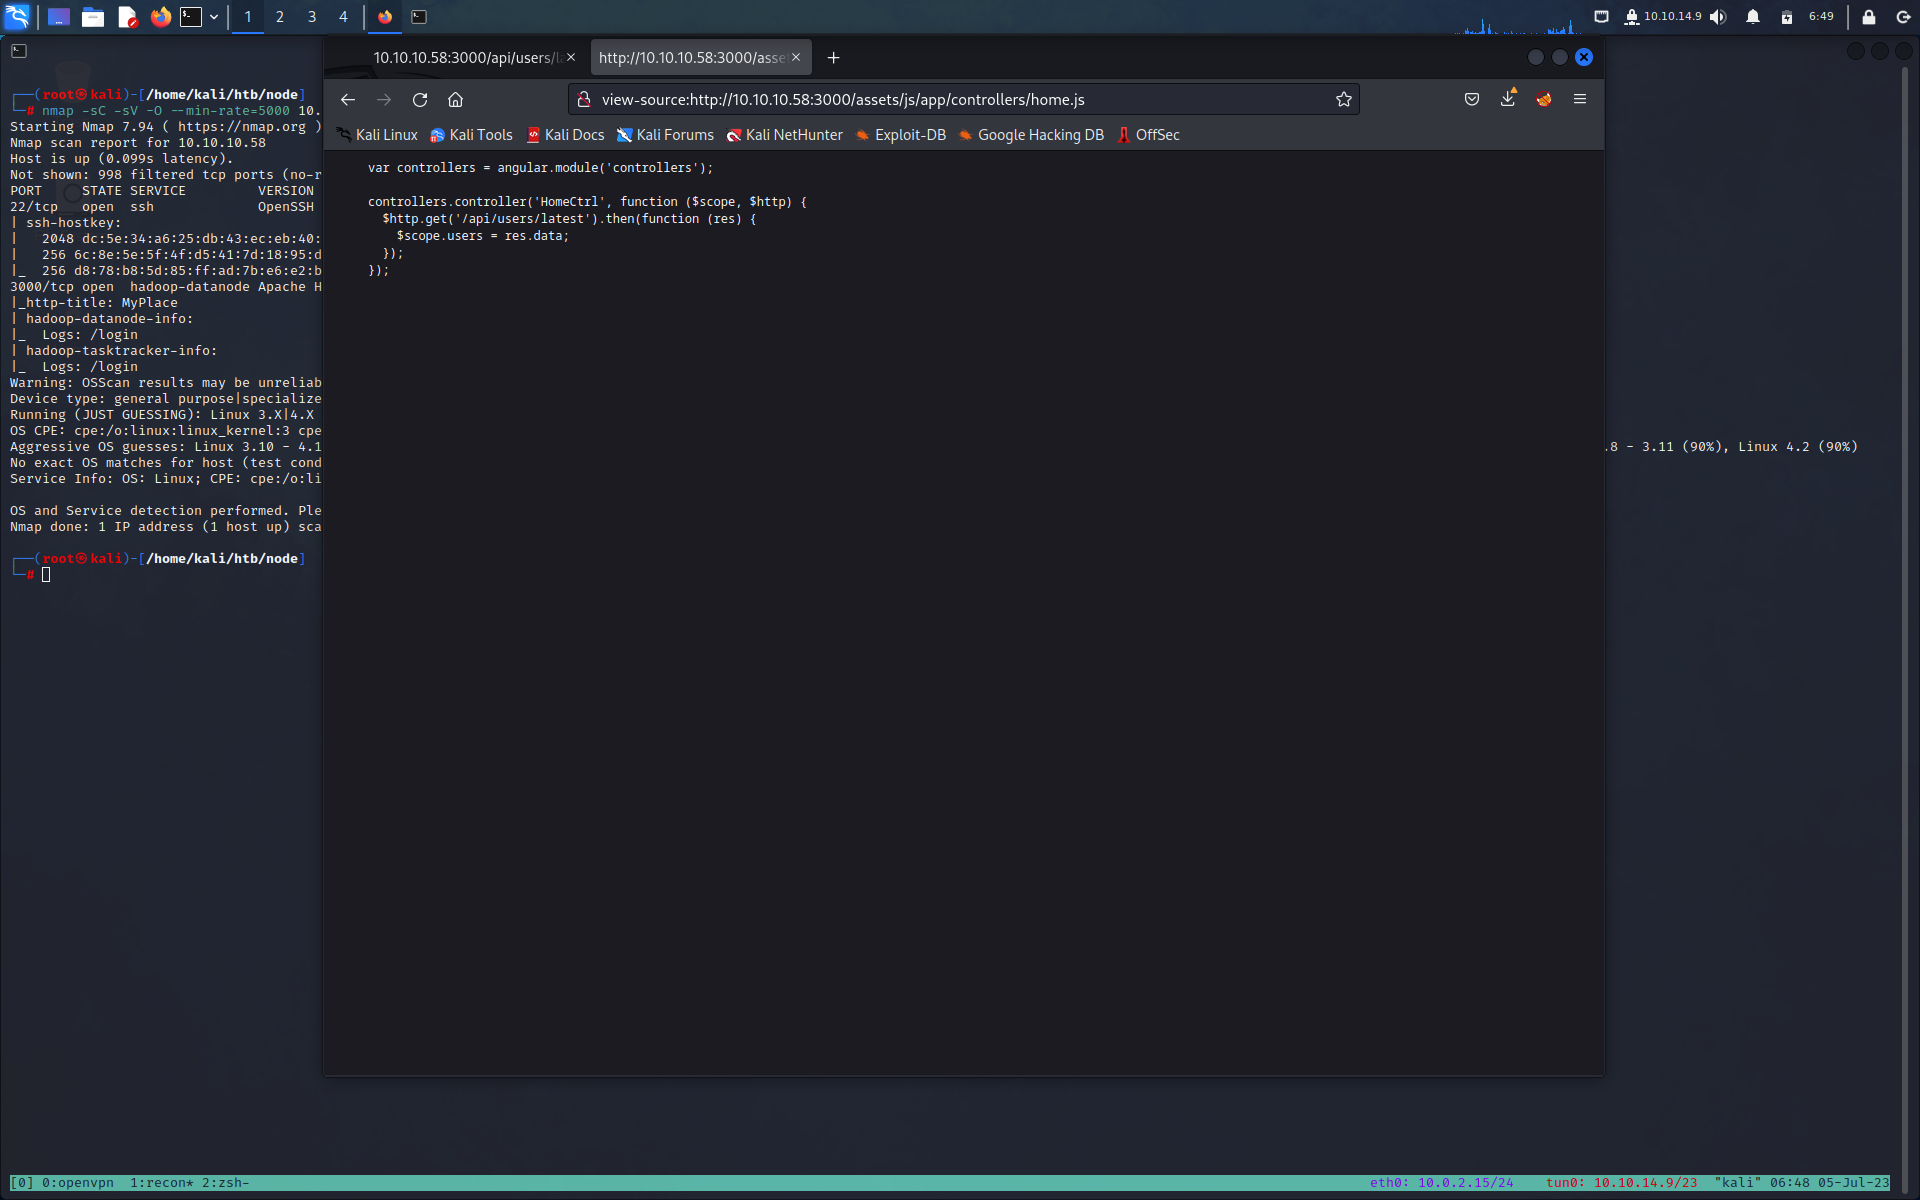 1 2 3 4
10.10.14.9
6:49
10.10.10.58:3000/api/users/la
http://10.10.10.58:3000/asse
view-source:http://10.10.10.58:3000/assets/js/app/controllers/home.js
Kali Linux Kali Tools Kali Docs Kali Forums Kali NetHunter Exploit-DB Google Hacking DB OffSec
var controllers = angular.module('controllers');
controllers.controller('HomeCtrl', function ($scope, $http) {
$http.get('/api/users/latest').then(function (res) {
$scope.users = res.data;
});
});
┌──(root㉿kali)-[/home/kali/htb/node]
└─# nmap -sC -sV -O --min-rate=5000 10.
Starting Nmap 7.94 ( https://nmap.org )
Nmap scan report for 10.10.10.58
Host is up (0.099s latency).
Not shown: 998 filtered tcp ports (no-r
PORT     STATE SERVICE         VERSION
22/tcp   open  ssh             OpenSSH
| ssh-hostkey:
|   2048 dc:5e:34:a6:25:db:43:ec:eb:40:
|   256 6c:8e:5e:5f:4f:d5:41:7d:18:95:d
|_  256 d8:78:b8:5d:85:ff:ad:7b:e6:e2:b
3000/tcp open  hadoop-datanode Apache H
|_http-title: MyPlace
| hadoop-datanode-info:
|_  Logs: /login
| hadoop-tasktracker-info:
|_  Logs: /login
Warning: OSScan results may be unreliab
Device type: general purpose|specialize
Running (JUST GUESSING): Linux 3.X|4.X
OS CPE: cpe:/o:linux:linux_kernel:3 cpe
Aggressive OS guesses: Linux 3.10 - 4.1 .8 - 3.11 (90%), Linux 4.2 (90%)
No exact OS matches for host (test cond
Service Info: OS: Linux; CPE: cpe:/o:li
OS and Service detection performed. Ple
Nmap done: 1 IP address (1 host up) sca
┌──(root㉿kali)-[/home/kali/htb/node]
└─#
[0] 0:openvpn  1:recon* 2:zsh-   eth0: 10.0.2.15/24   tun0: 10.10.14.9/23  "kali" 06:48 05-Jul-23